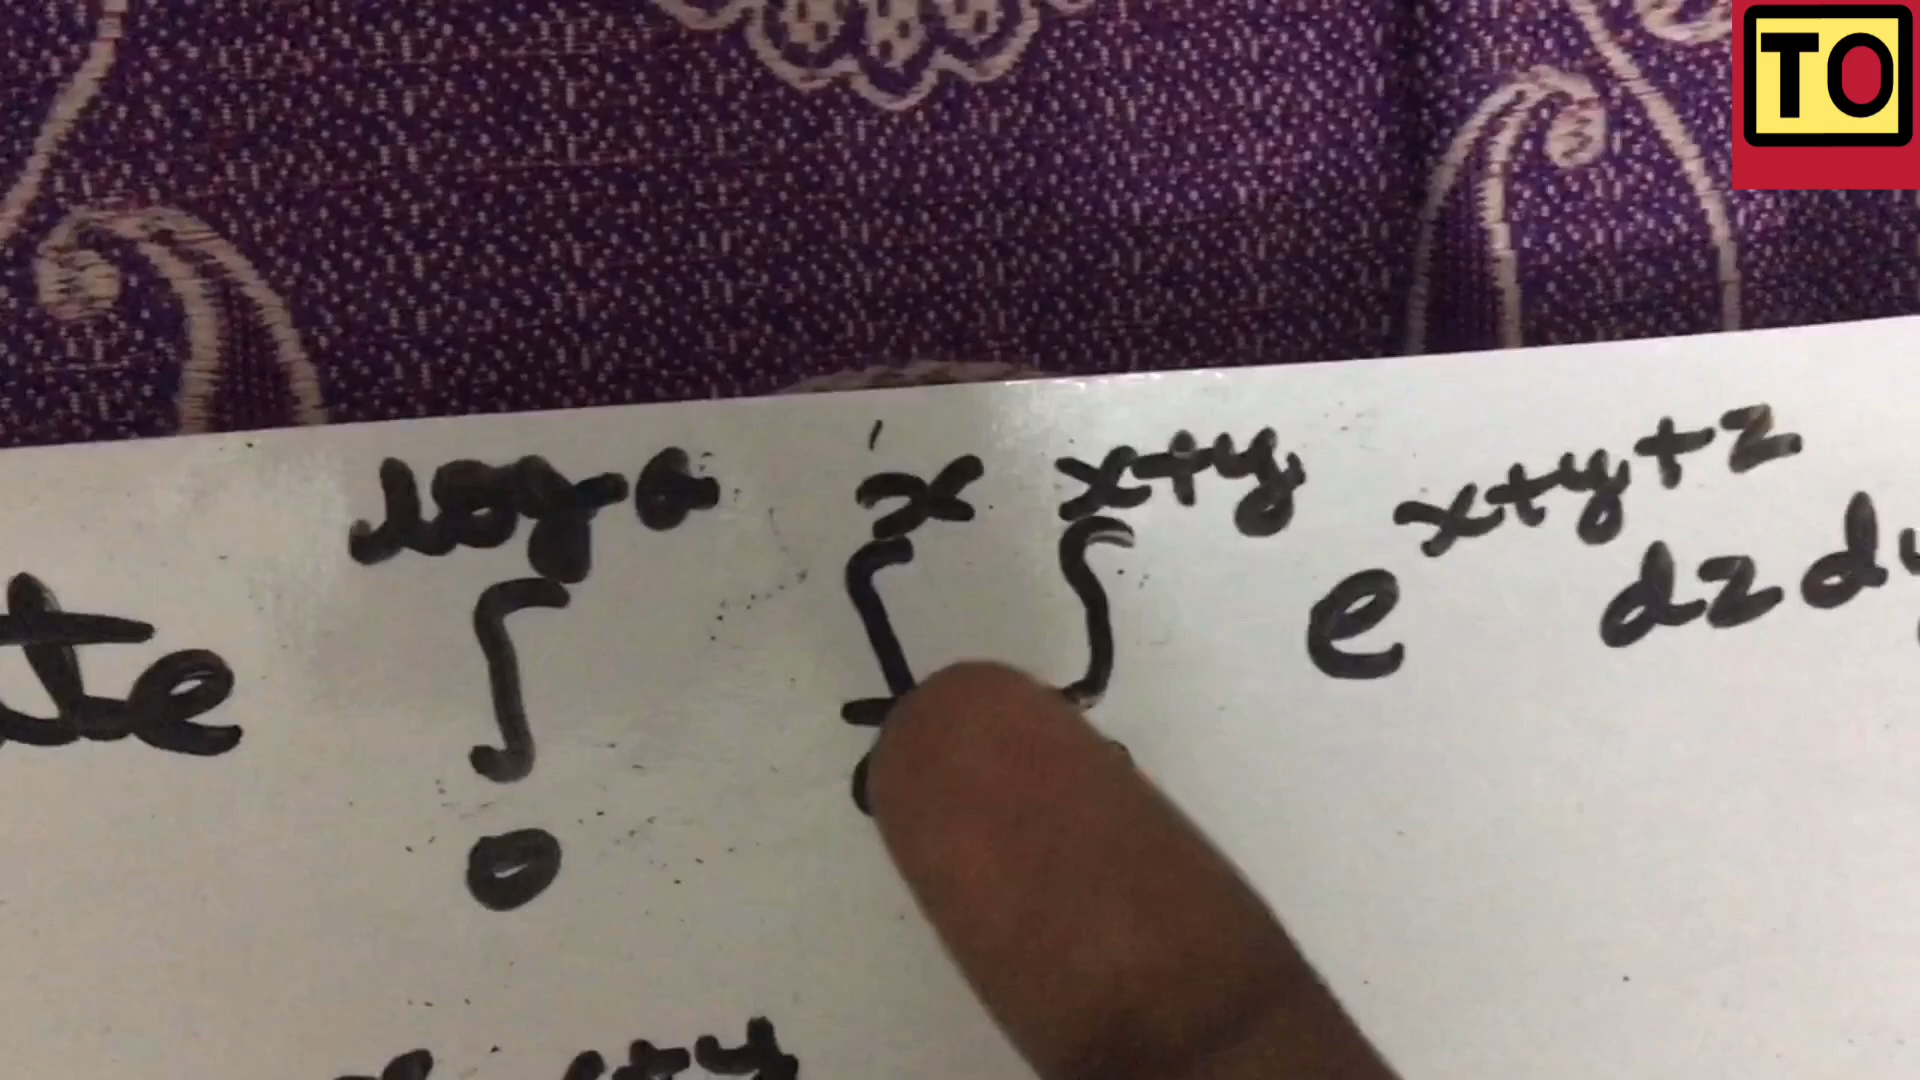 TO
log a x x+y x+y+z
te ∫ ∫ ∫ e dz dy
0
x+y